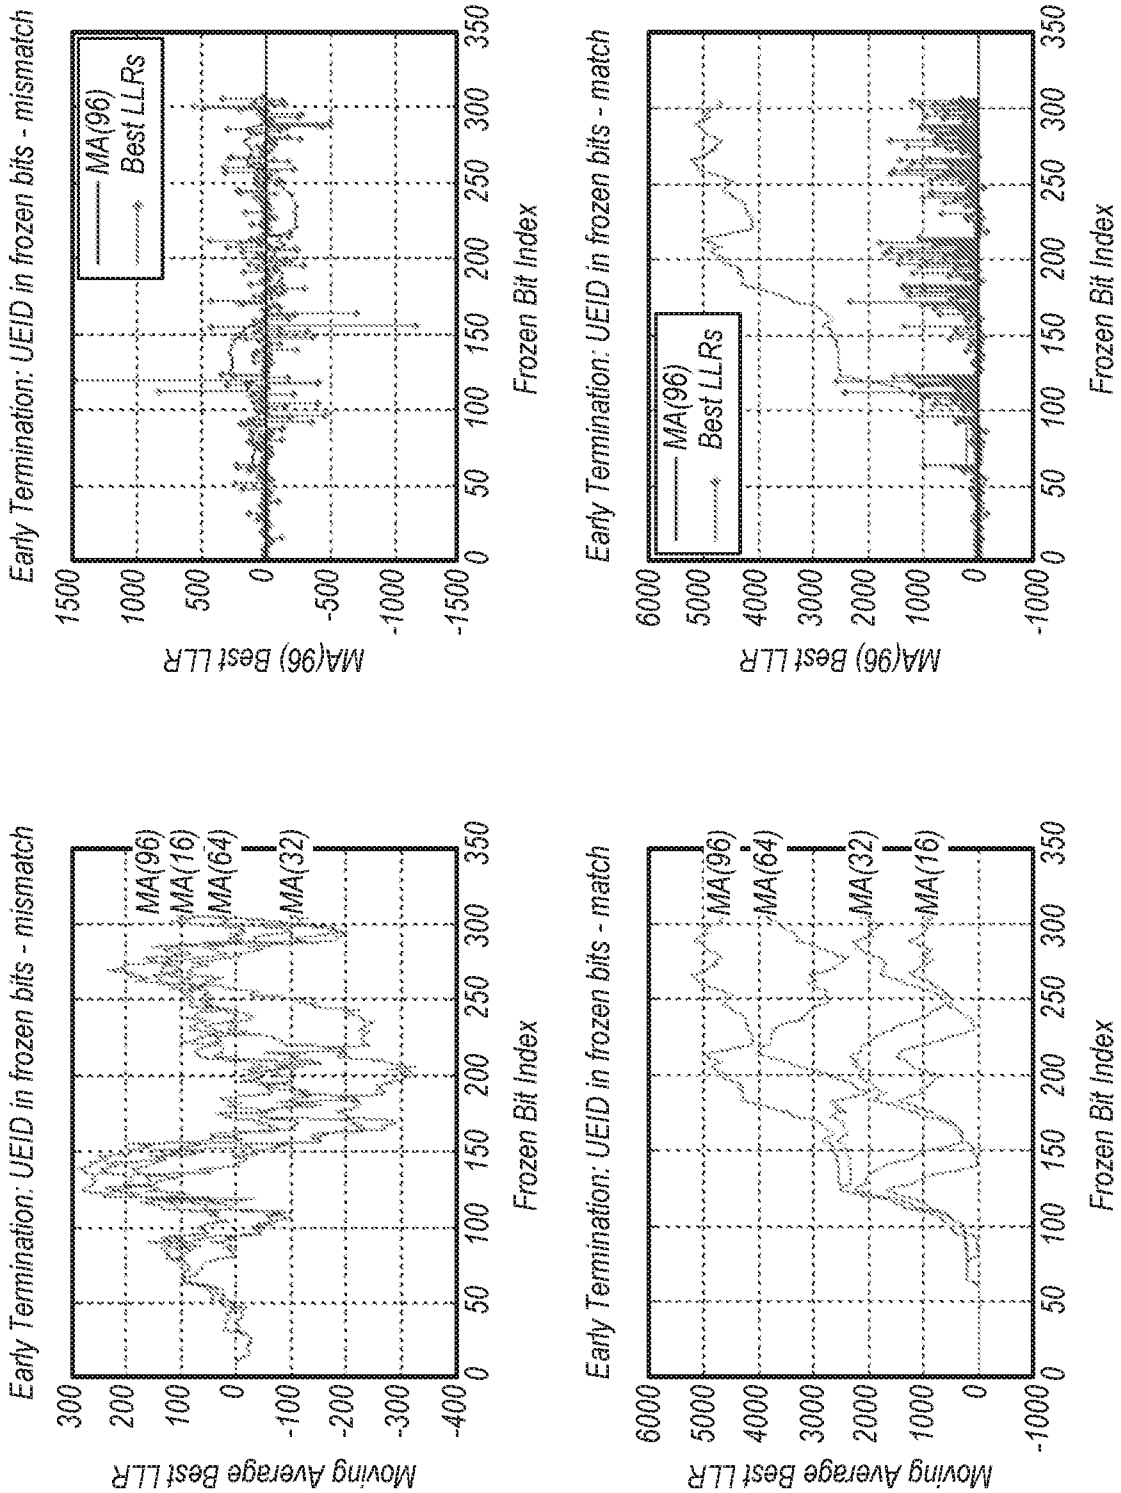 Early Termination: UEID in frozen bits - mismatch
300
200
100
0
-100
-200
-300
-400
Moving Average Best LLR
MA(96)
MA(16)
MA(64)
MA(32)
0
50
100
150
200
250
300
350
Frozen Bit Index
Early Termination: UEID in frozen bits - mismatch
1500
1000
500
0
-500
-1000
-1500
MA(96) Best LLR
MA(96)
Best LLRs
0
50
100
150
200
250
300
350
Frozen Bit Index
Early Termination: UEID in frozen bits - match
6000
5000
4000
3000
2000
1000
0
-1000
Moving Average Best LLR
MA(96)
MA(64)
MA(32)
MA(16)
0
50
100
150
200
250
300
350
Frozen Bit Index
Early Termination: UEID in frozen bits - match
6000
5000
4000
3000
2000
1000
0
-1000
MA(96) Best LLR
MA(96)
Best LLRs
0
50
100
150
200
250
300
350
Frozen Bit Index